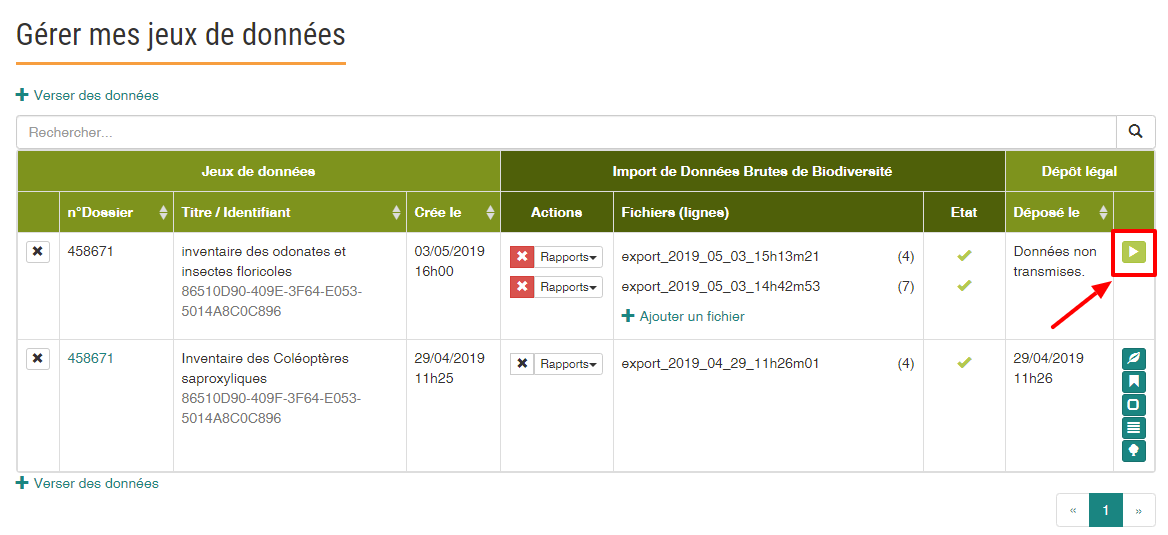 Gérer mes jeux de données
Verser des données
Rechercher...
Jeux de données Import de Données Brutes de Biodiversité Dépôt légal
n°Dossier Titre / Identifiant Crée le Actions Fichiers (lignes) Etat Déposé le
458671 inventaire des odonates et 03/05/2019 Rapports export_2019_05_03_15h13m21 (4) Données non
insectes floricoles 16h00 transmises.
86510D90-409E-3F64-E053- Rapports export_2019_05_03_14h42m53 (7)
5014A8C0C896 Ajouter un fichier
458671 Inventaire des Coléoptères 29/04/2019 Rapports export_2019_04_29_11h26m01 (4) 29/04/2019
saproxyliques 11h25 11h26
86510D90-409F-3F64-E053-
5014A8C0C896
Verser des données
« 1 »